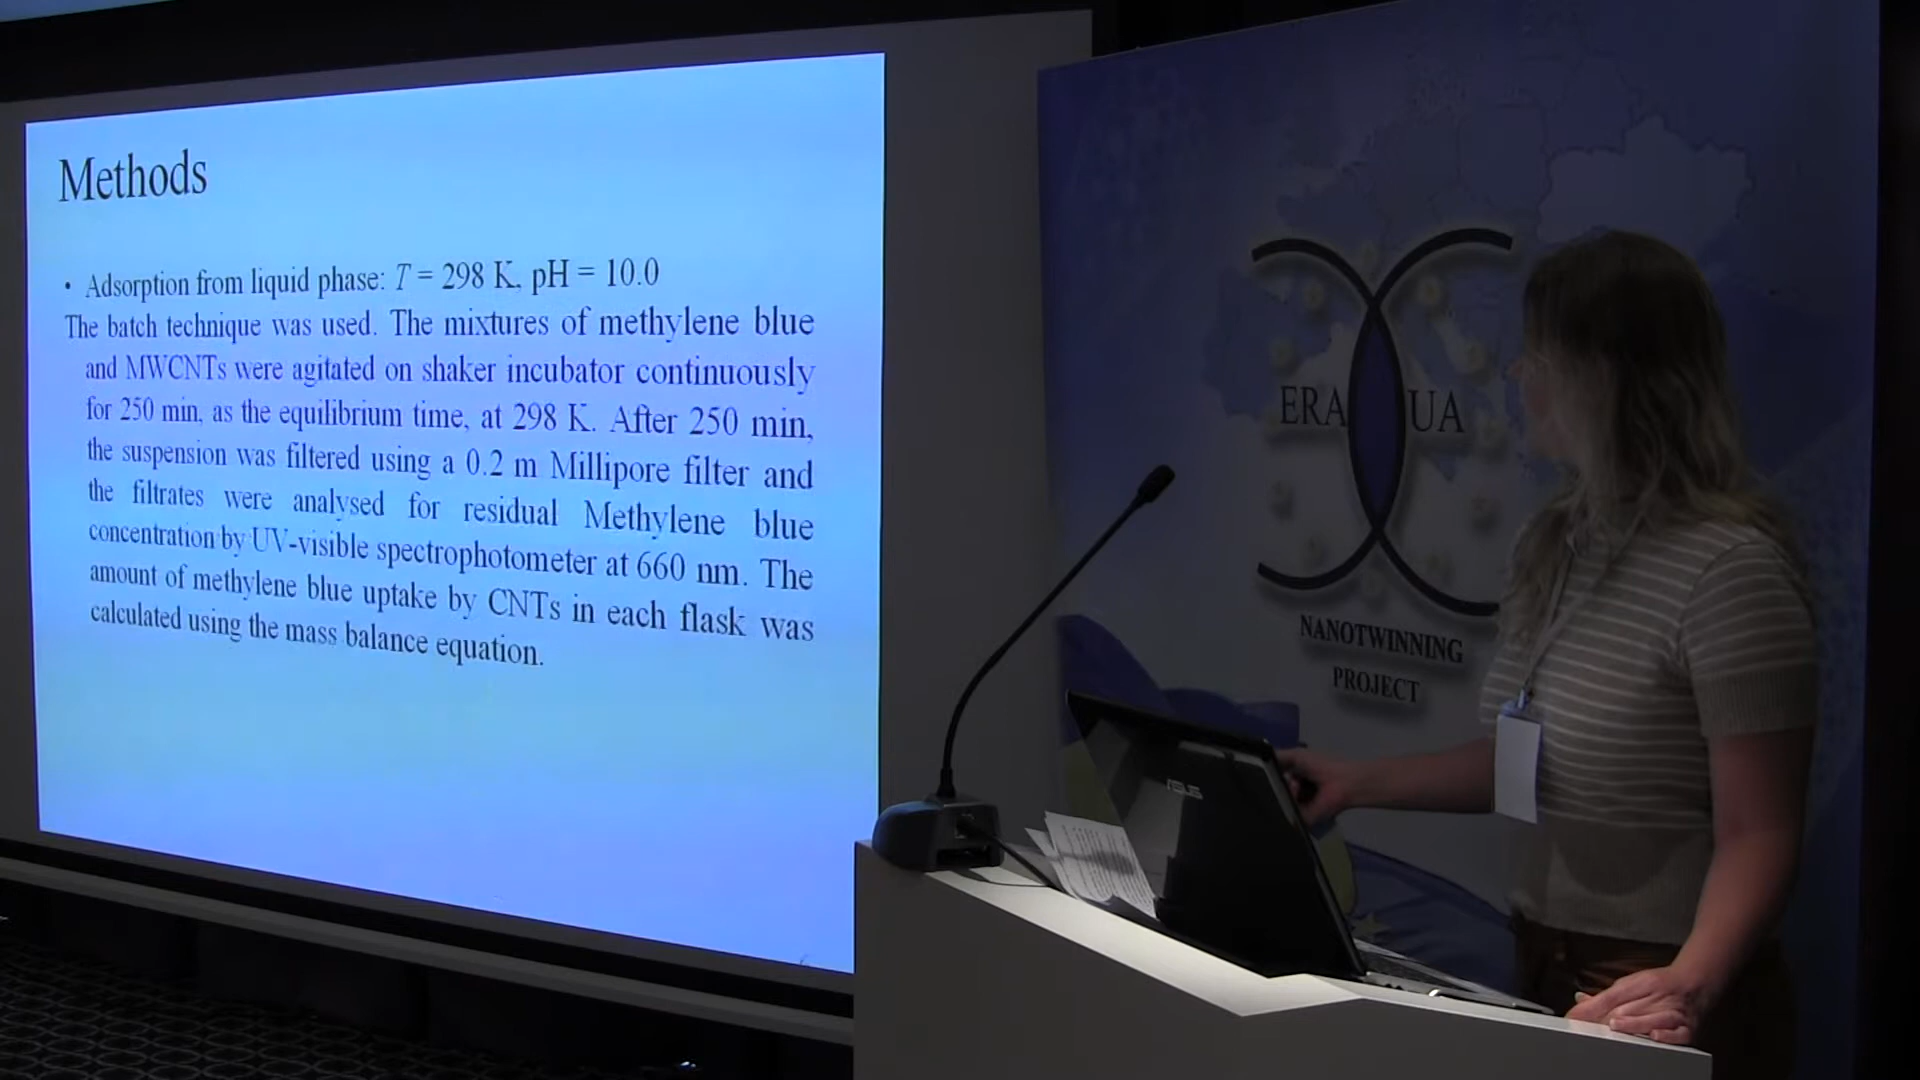 Methods
• Adsorption from liquid phase: T = 298 K, pH = 10.0
The batch technique was used. The mixtures of methylene blue
and MWCNTs were agitated on shaker incubator continuously
for 250 min, as the equilibrium time, at 298 K. After 250 min,
the suspension was filtered using a 0.2 m Millipore filter and
the filtrates were analysed for residual Methylene blue
concentration by UV-visible spectrophotometer at 660 nm. The
amount of methylene blue uptake by CNTs in each flask was
calculated using the mass balance equation.
ERA UA
NANOTWINNING
PROJECT
ASUS